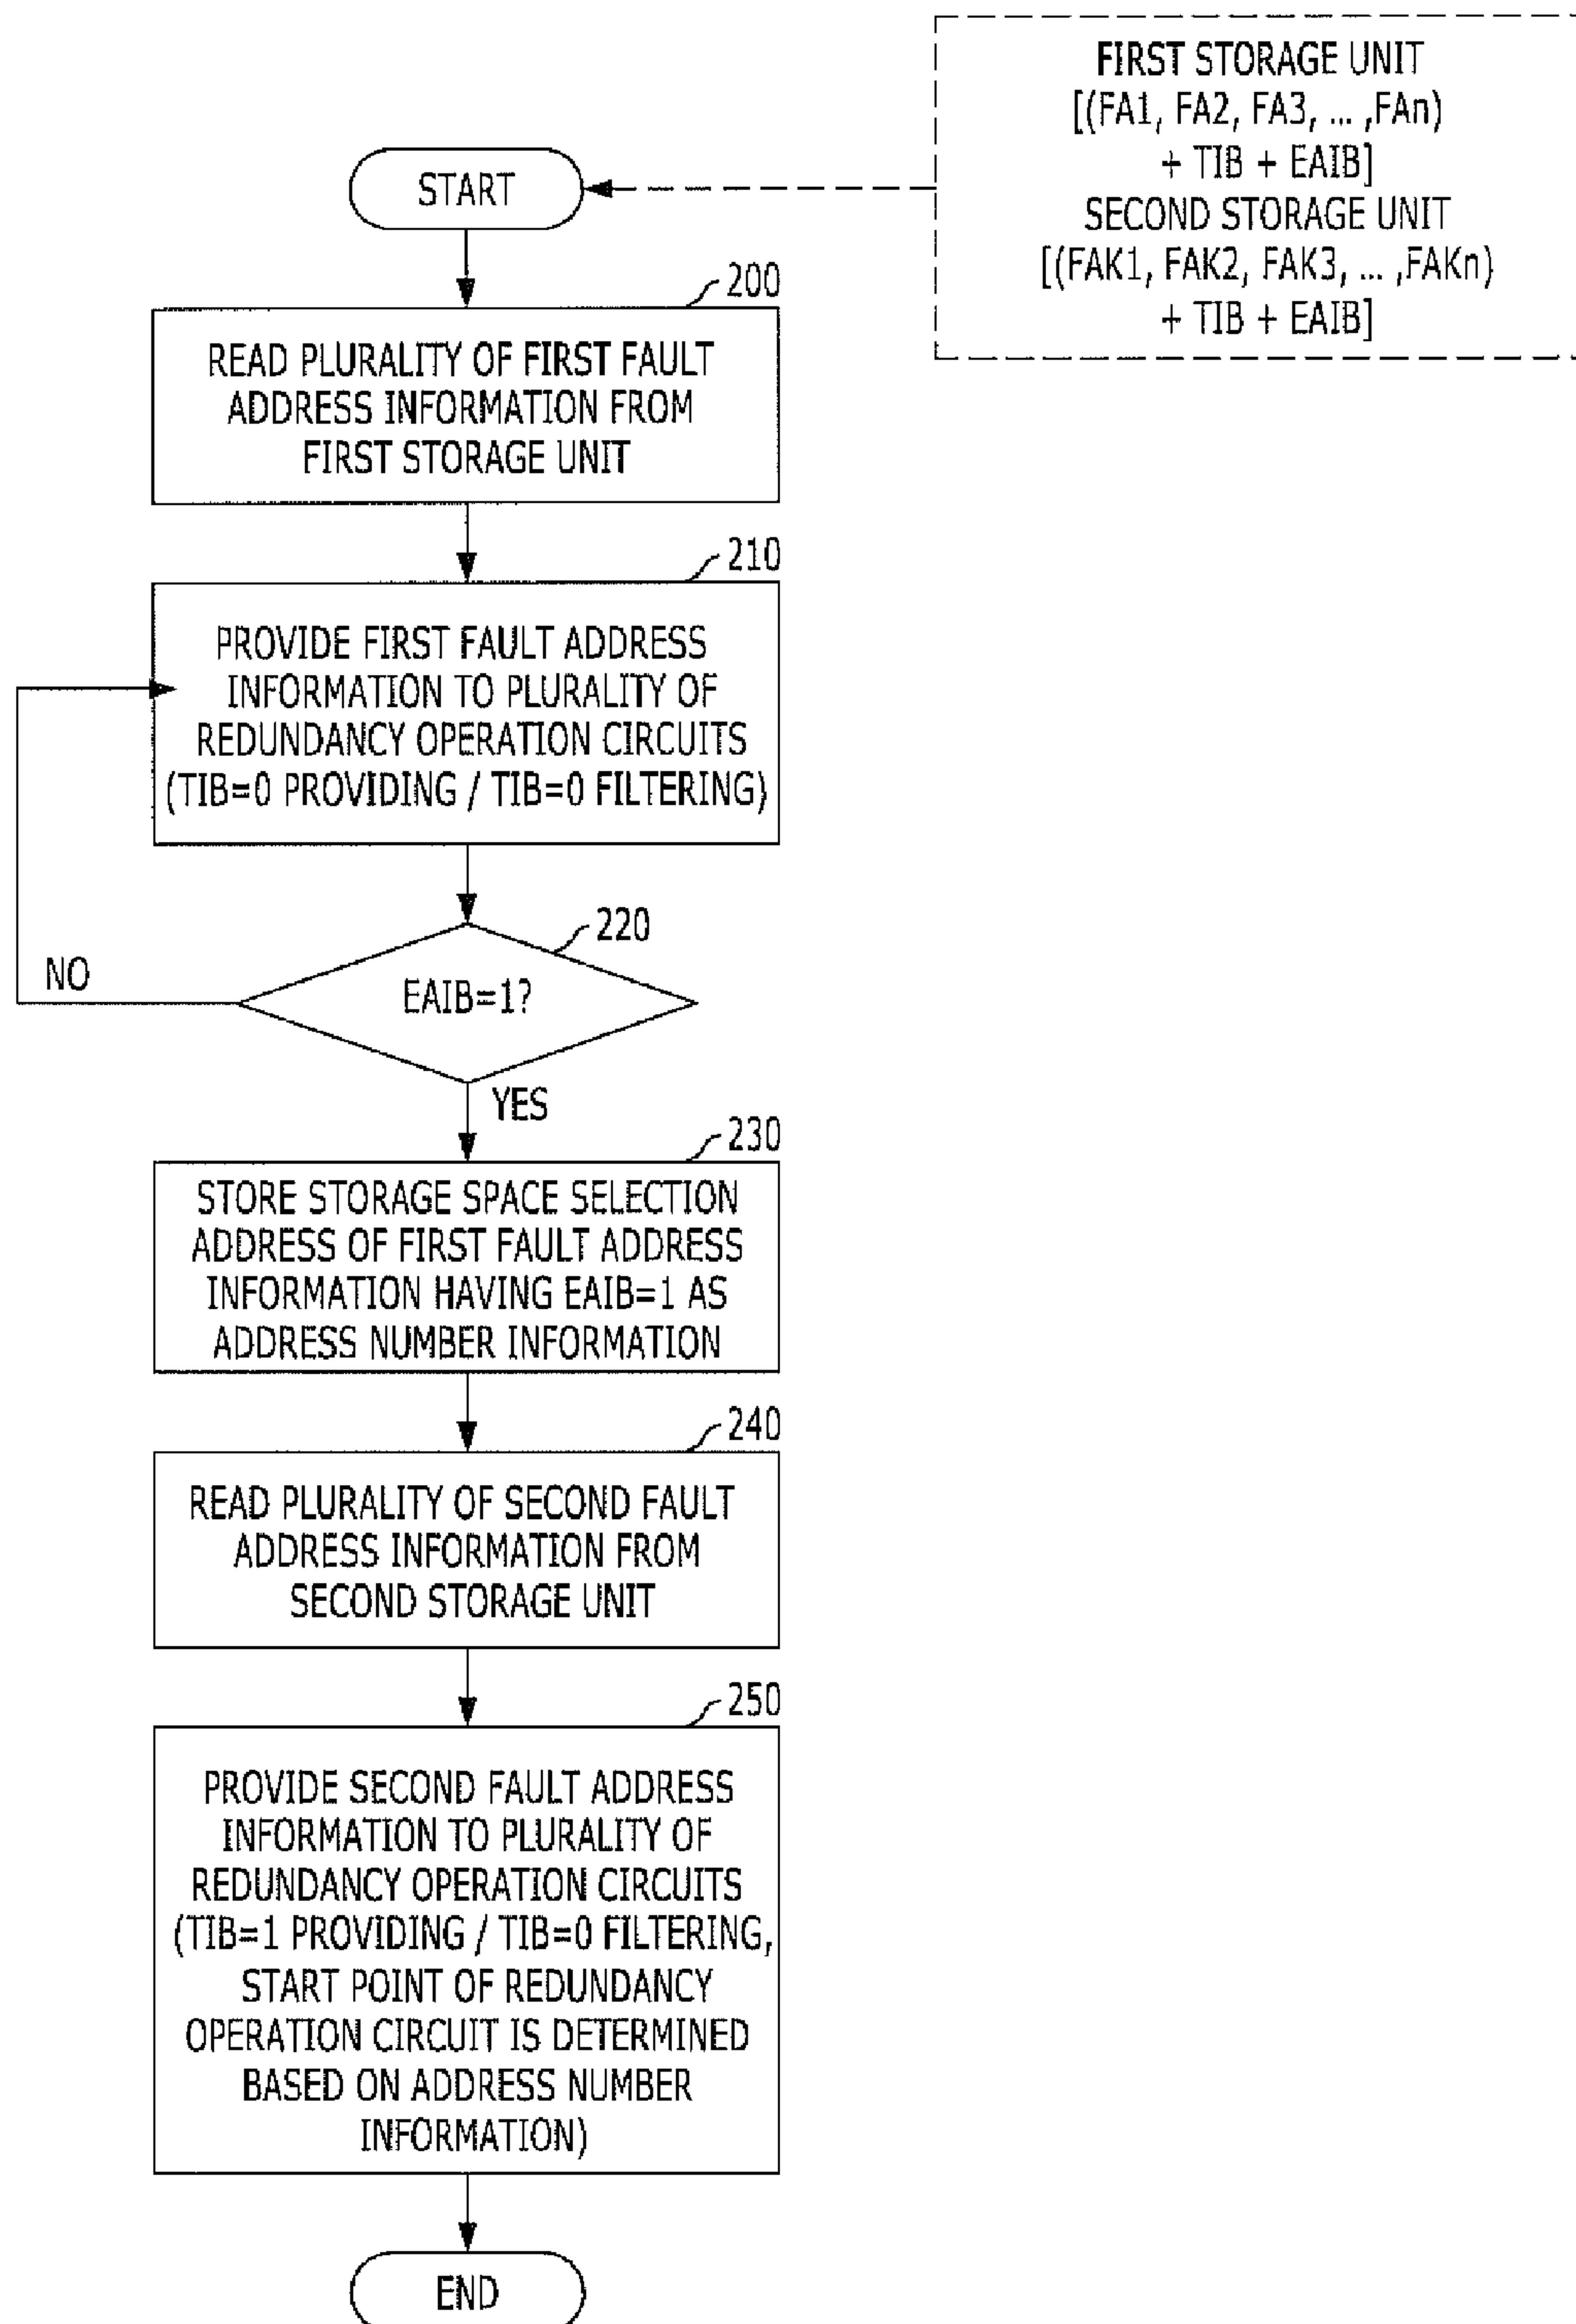 FIRST STORAGE UNIT
[(FA1, FA2, FA3, ... ,FAn)
+ TIB + EAIB]
SECOND STORAGE UNIT
[(FAK1, FAK2, FAK3, ... ,FAKn)
+ TIB + EAIB]
START
200
READ PLURALITY OF FIRST FAULT
ADDRESS INFORMATION FROM
FIRST STORAGE UNIT
210
PROVIDE FIRST FAULT ADDRESS
INFORMATION TO PLURALITY OF
REDUNDANCY OPERATION CIRCUITS
(TIB=0 PROVIDING / TIB=0 FILTERING)
220
EAIB=1?
NO
YES
230
STORE STORAGE SPACE SELECTION
ADDRESS OF FIRST FAULT ADDRESS
INFORMATION HAVING EAIB=1 AS
ADDRESS NUMBER INFORMATION
240
READ PLURALITY OF SECOND FAULT
ADDRESS INFORMATION FROM
SECOND STORAGE UNIT
250
PROVIDE SECOND FAULT ADDRESS
INFORMATION TO PLURALITY OF
REDUNDANCY OPERATION CIRCUITS
(TIB=1 PROVIDING / TIB=0 FILTERING,
START POINT OF REDUNDANCY
OPERATION CIRCUIT IS DETERMINED
BASED ON ADDRESS NUMBER
INFORMATION)
END